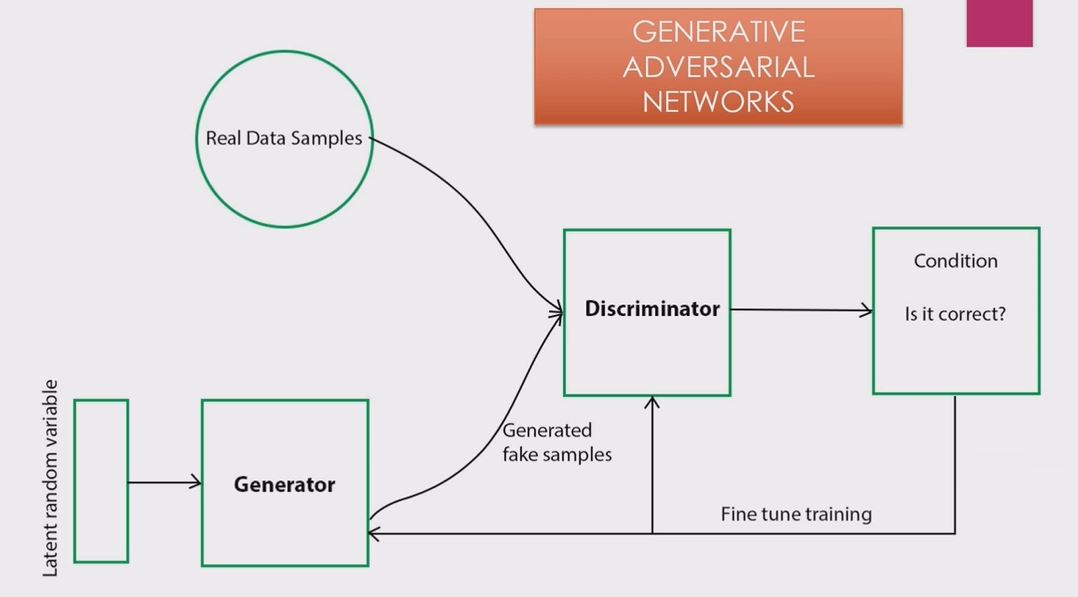 GENERATIVE
ADVERSARIAL
NETWORKS
Real Data Samples
Discriminator
Condition
Is it correct?
Latent random variable
Generator
Generated
fake samples
Fine tune training